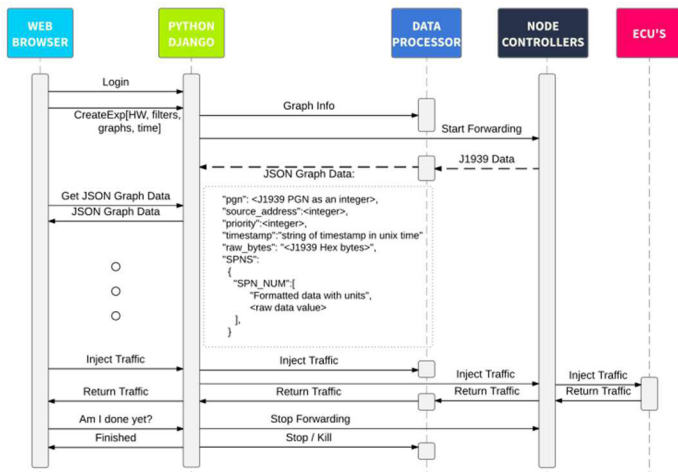 WEB
BROWSER
PYTHON
DJANGO
DATA
PROCESSOR
NODE
CONTROLLERS
ECU'S
Login
CreateExp[HW, filters,
graphs, time]
Graph Info
Start Forwarding
J1939 Data
JSON Graph Data:
Get JSON Graph Data
JSON Graph Data
"pgn": <J1939 PGN as an integer>,
"source_address":<integer>,
"priority":<integer>,
"timestamp":"string of timestamp in unix time"
"raw_bytes": "<J1939 Hex bytes>",
"SPNS":
{
"SPN_NUM":[
"Formatted data with units",
<raw data value>
],
}
Inject Traffic
Inject Traffic
Inject Traffic
Inject Traffic
Return Traffic
Return Traffic
Return Traffic
Return Traffic
Am I done yet?
Stop Forwarding
Finished
Stop / Kill